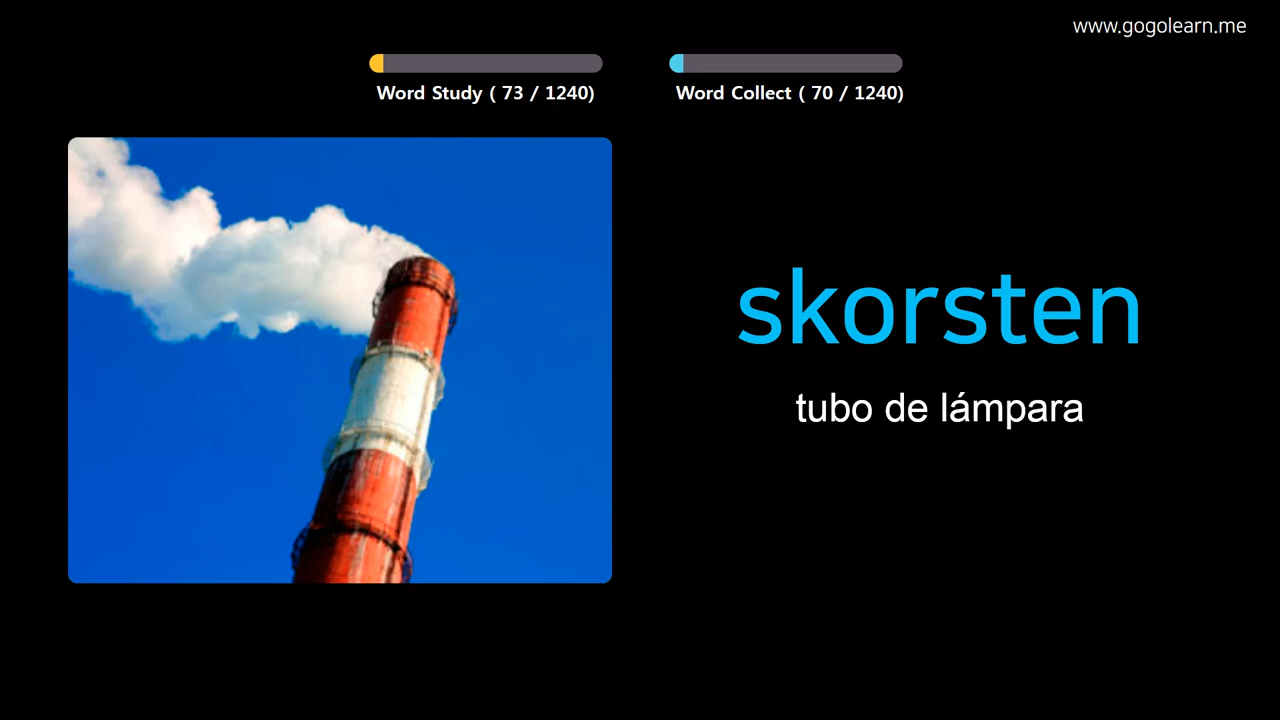 www.gogolearn.me
Word Study ( 73 / 1240)
Word Collect ( 70 / 1240)
skorsten
tubo de lámpara